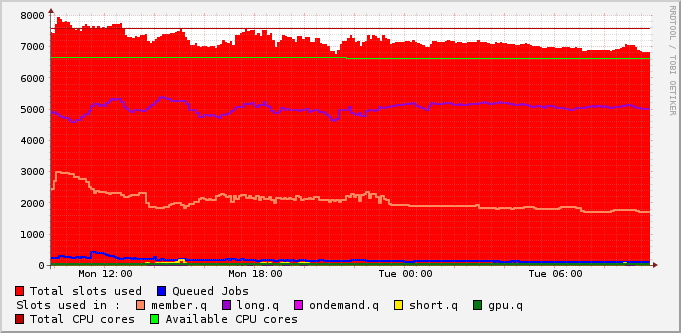 8000
7000
6000
5000
4000
3000
2000
1000
0
Mon 12:00 Mon 18:00 Tue 00:00 Tue 06:00
RRDTOOL / TOBI OETIKER
Total slots used Queued Jobs
Slots used in : member.q long.q ondemand.q short.q gpu.q
Total CPU cores Available CPU cores